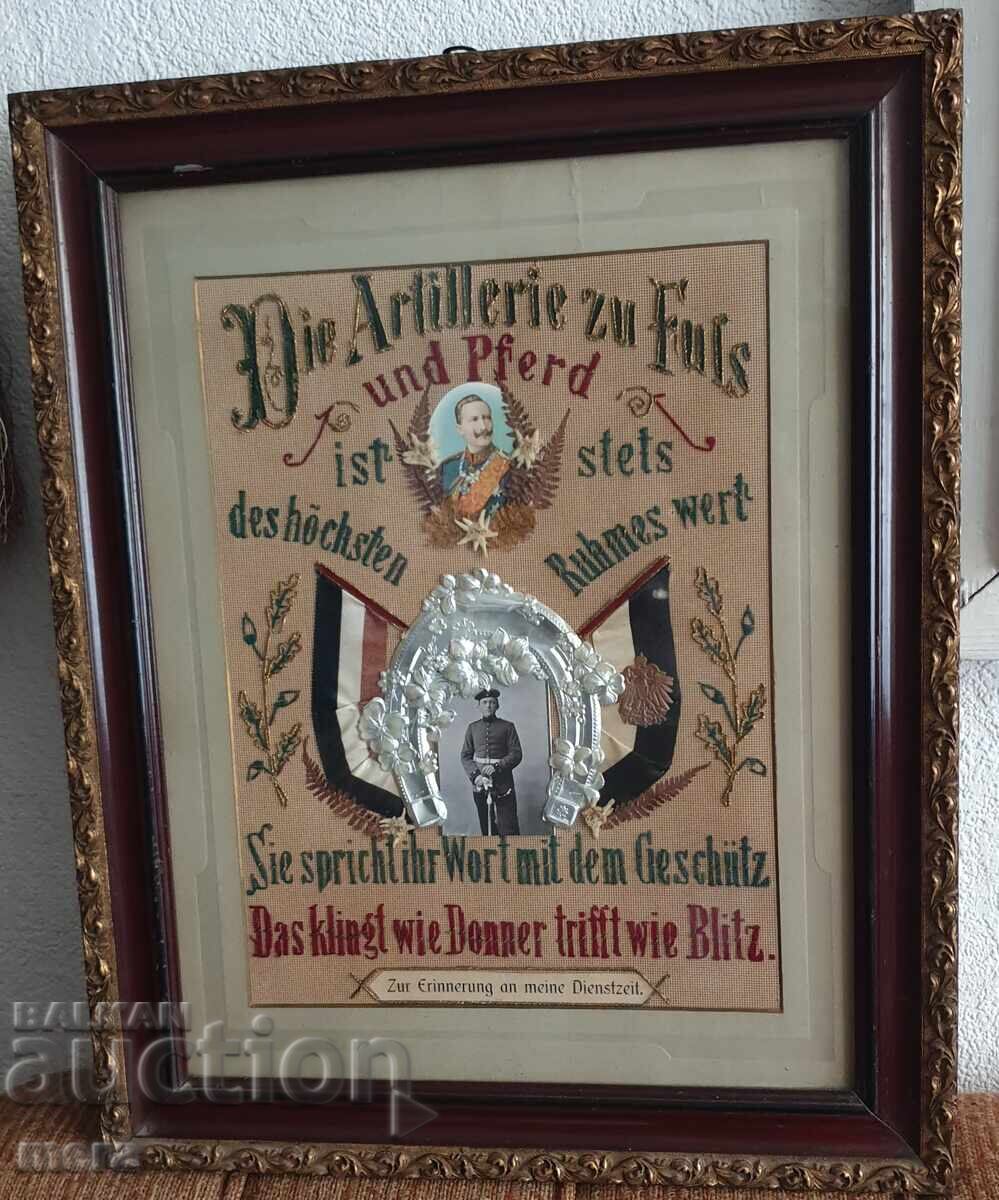 Die Artillerie zu Fuſs
und Pferd
ist stets
des höchsten Ruhmes wert
Sie spricht ihr Wort mit dem Geschütz
Das klingt wie Donner trifft wie Blitz.
Zur Erinnerung an meine Dienstzeit.
BALKAN
auction
mera